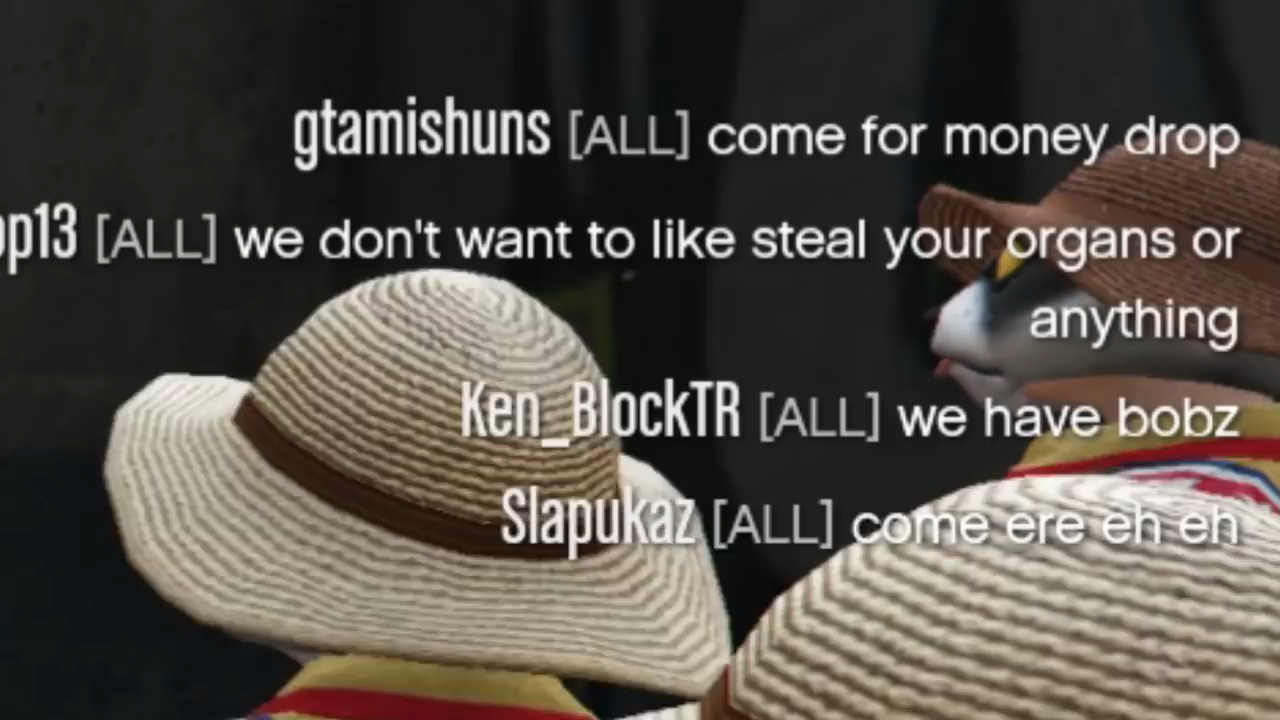 gtamishuns [ALL] come for money drop
op13 [ALL] we don't want to like steal your organs or
anything
Ken_BlockTR [ALL] we have bobz
Slapukaz [ALL] come ere eh eh